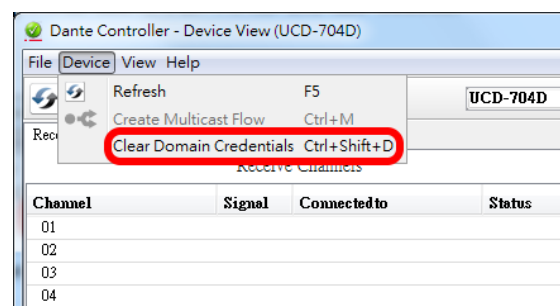 Dante Controller - Device View (UCD-704D)
File Device View Help
Refresh F5
UCD-704D
Create Multicast Flow Ctrl+M
Clear Domain Credentials Ctrl+Shift+D
Receive Channels
Channel Signal Connected to Status
01
02
03
04